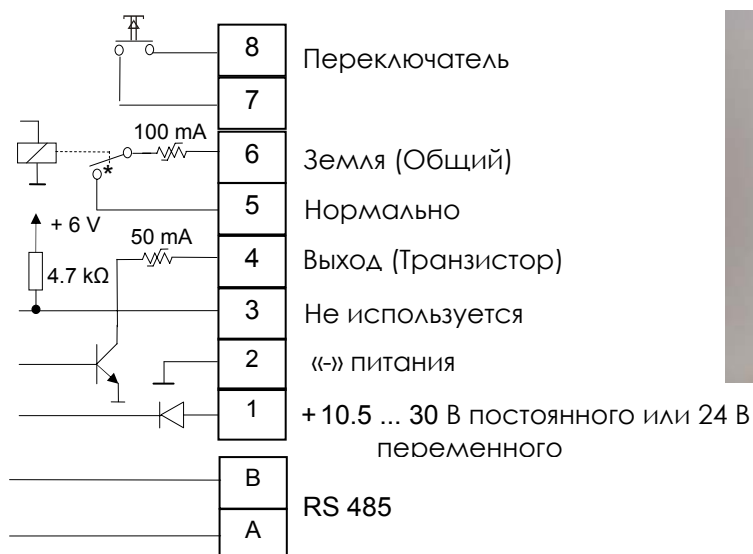 8 Переключатель
7
100 mA
6 Земля (Общий)
*
5 Нормально
+ 6 V
50 mA
4 Выход (Транзистор)
4.7 kΩ
3 Не используется
2 «-» питания
1 + 10.5 ... 30 В постоянного или 24 В
переменного
B
RS 485
A